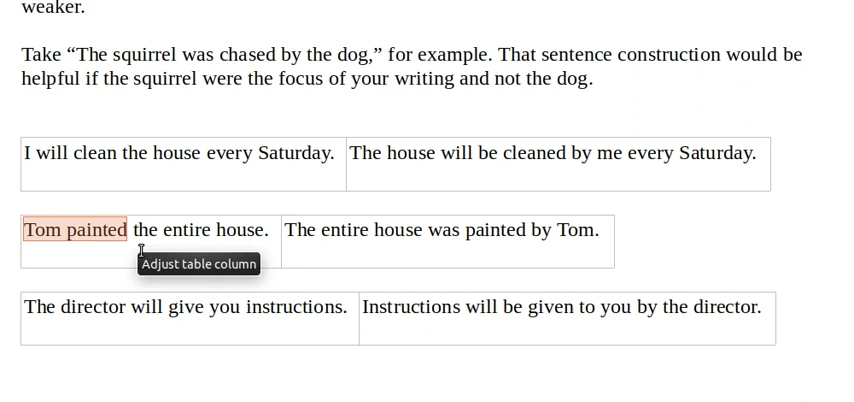 weaker.
Take “The squirrel was chased by the dog,” for example. That sentence construction would be
helpful if the squirrel were the focus of your writing and not the dog.
I will clean the house every Saturday. The house will be cleaned by me every Saturday.
Tom painted the entire house. The entire house was painted by Tom.
Adjust table column
The director will give you instructions. Instructions will be given to you by the director.